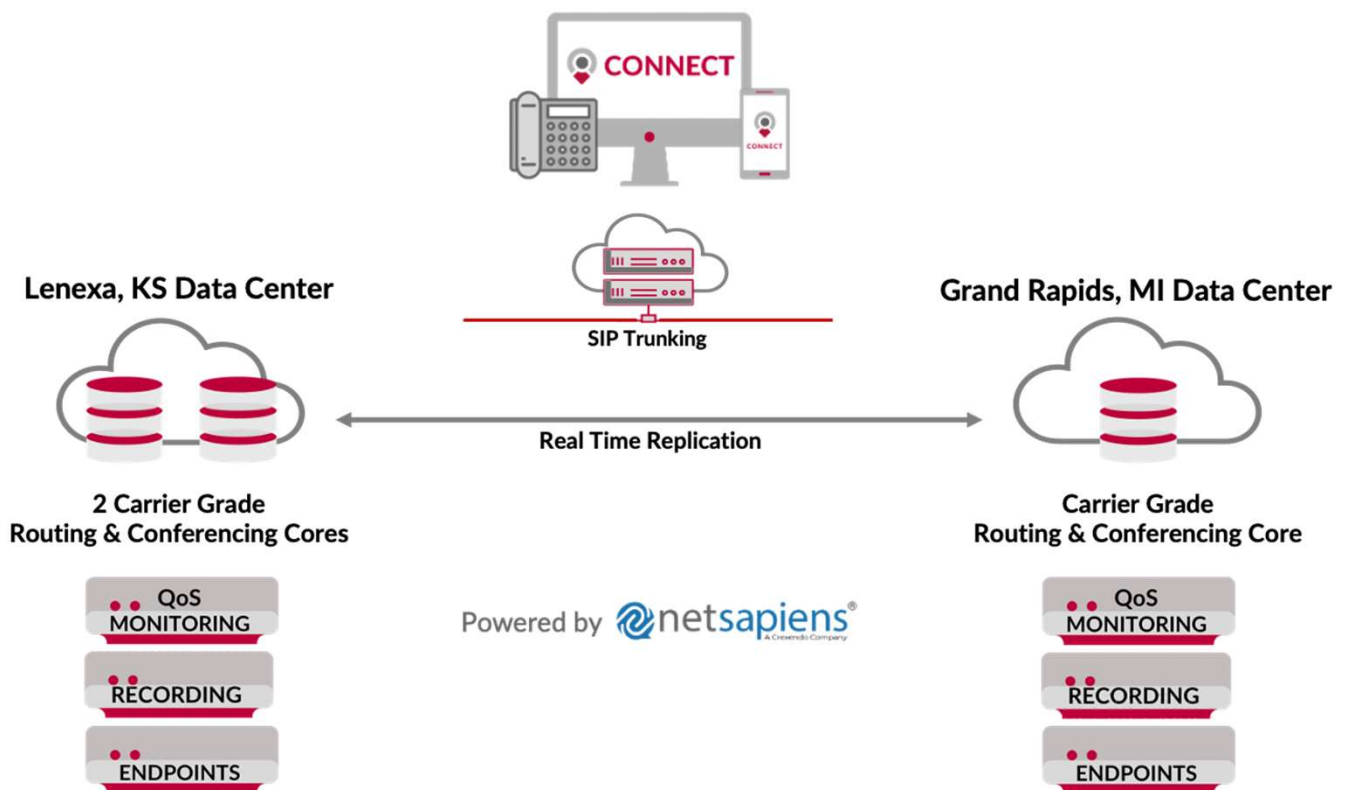 CONNECT
CONNECT
SIP Trunking
Lenexa, KS Data Center
Grand Rapids, MI Data Center
Real Time Replication
2 Carrier Grade
Routing & Conferencing Cores
Carrier Grade
Routing & Conferencing Core
QoS
MONITORING
RECORDING
ENDPOINTS
Powered by netsapiens®
A Crexendo Company
QoS
MONITORING
RECORDING
ENDPOINTS